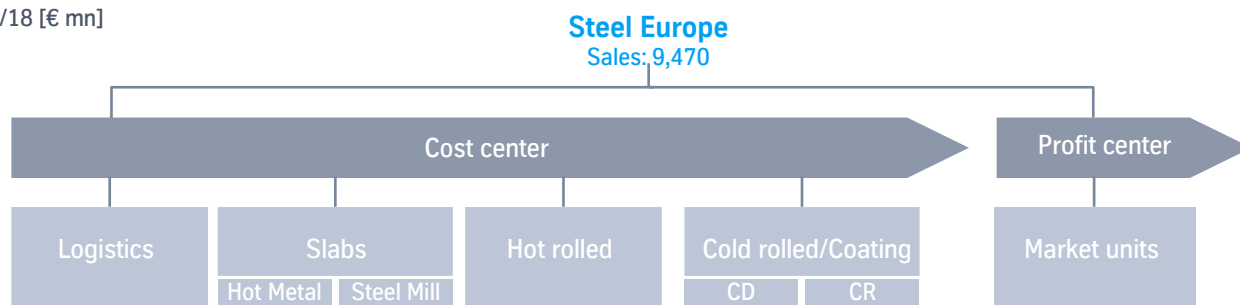 /18 [€ mn]
Steel Europe
Sales: 9,470
Cost center
Profit center
Logistics
Slabs
Hot rolled
Cold rolled/Coating
Market units
Hot Metal
Steel Mill
CD
CR